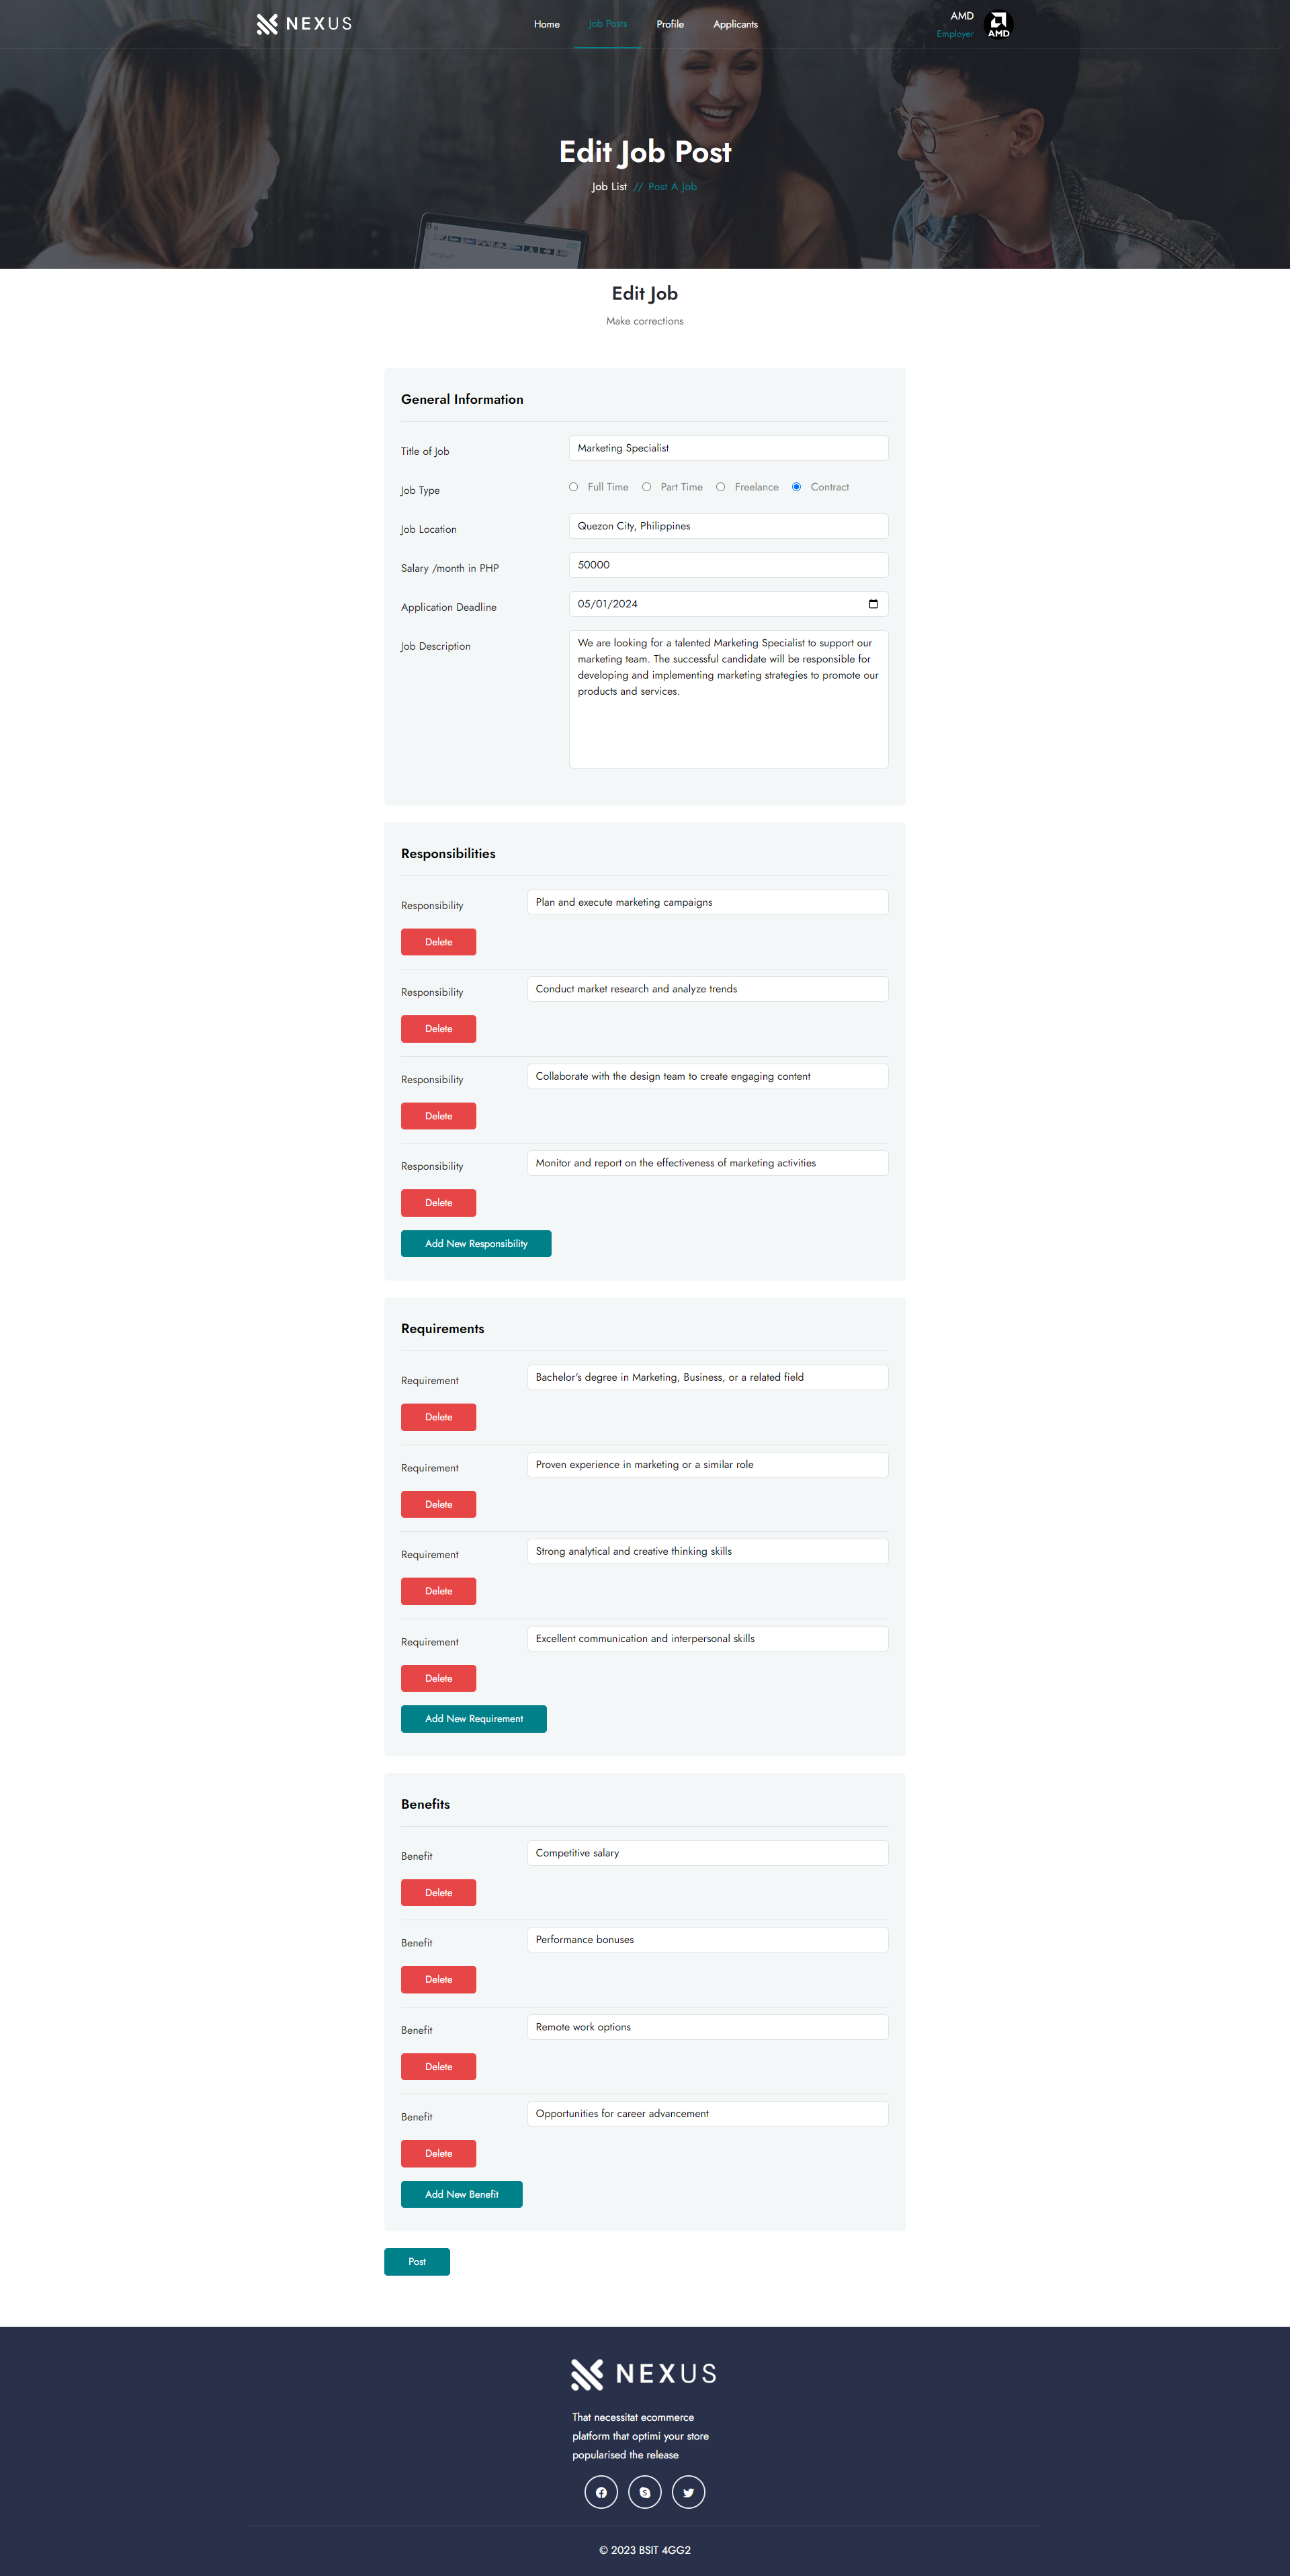 NEXUS
Home
Job Posts
Profile
Applicants
AMD
Employer
AMD
Edit Job Post
Job List // Post A Job
Edit Job
Make corrections
General Information
Title of Job
Marketing Specialist
Job Type
Full Time
Part Time
Freelance
Contract
Job Location
Quezon City, Philippines
Salary /month in PHP
50000
Application Deadline
05/01/2024
Job Description
We are looking for a talented Marketing Specialist to support our
marketing team. The successful candidate will be responsible for
developing and implementing marketing strategies to promote our
products and services.
Responsibilities
Responsibility
Plan and execute marketing campaigns
Delete
Responsibility
Conduct market research and analyze trends
Delete
Responsibility
Collaborate with the design team to create engaging content
Delete
Responsibility
Monitor and report on the effectiveness of marketing activities
Delete
Add New Responsibility
Requirements
Requirement
Bachelor's degree in Marketing, Business, or a related field
Delete
Requirement
Proven experience in marketing or a similar role
Delete
Requirement
Strong analytical and creative thinking skills
Delete
Requirement
Excellent communication and interpersonal skills
Delete
Add New Requirement
Benefits
Benefit
Competitive salary
Delete
Benefit
Performance bonuses
Delete
Benefit
Remote work options
Delete
Benefit
Opportunities for career advancement
Delete
Add New Benefit
Post
NEXUS
That necessitat ecommerce
platform that optimi your store
popularised the release
© 2023 BSIT 4GG2